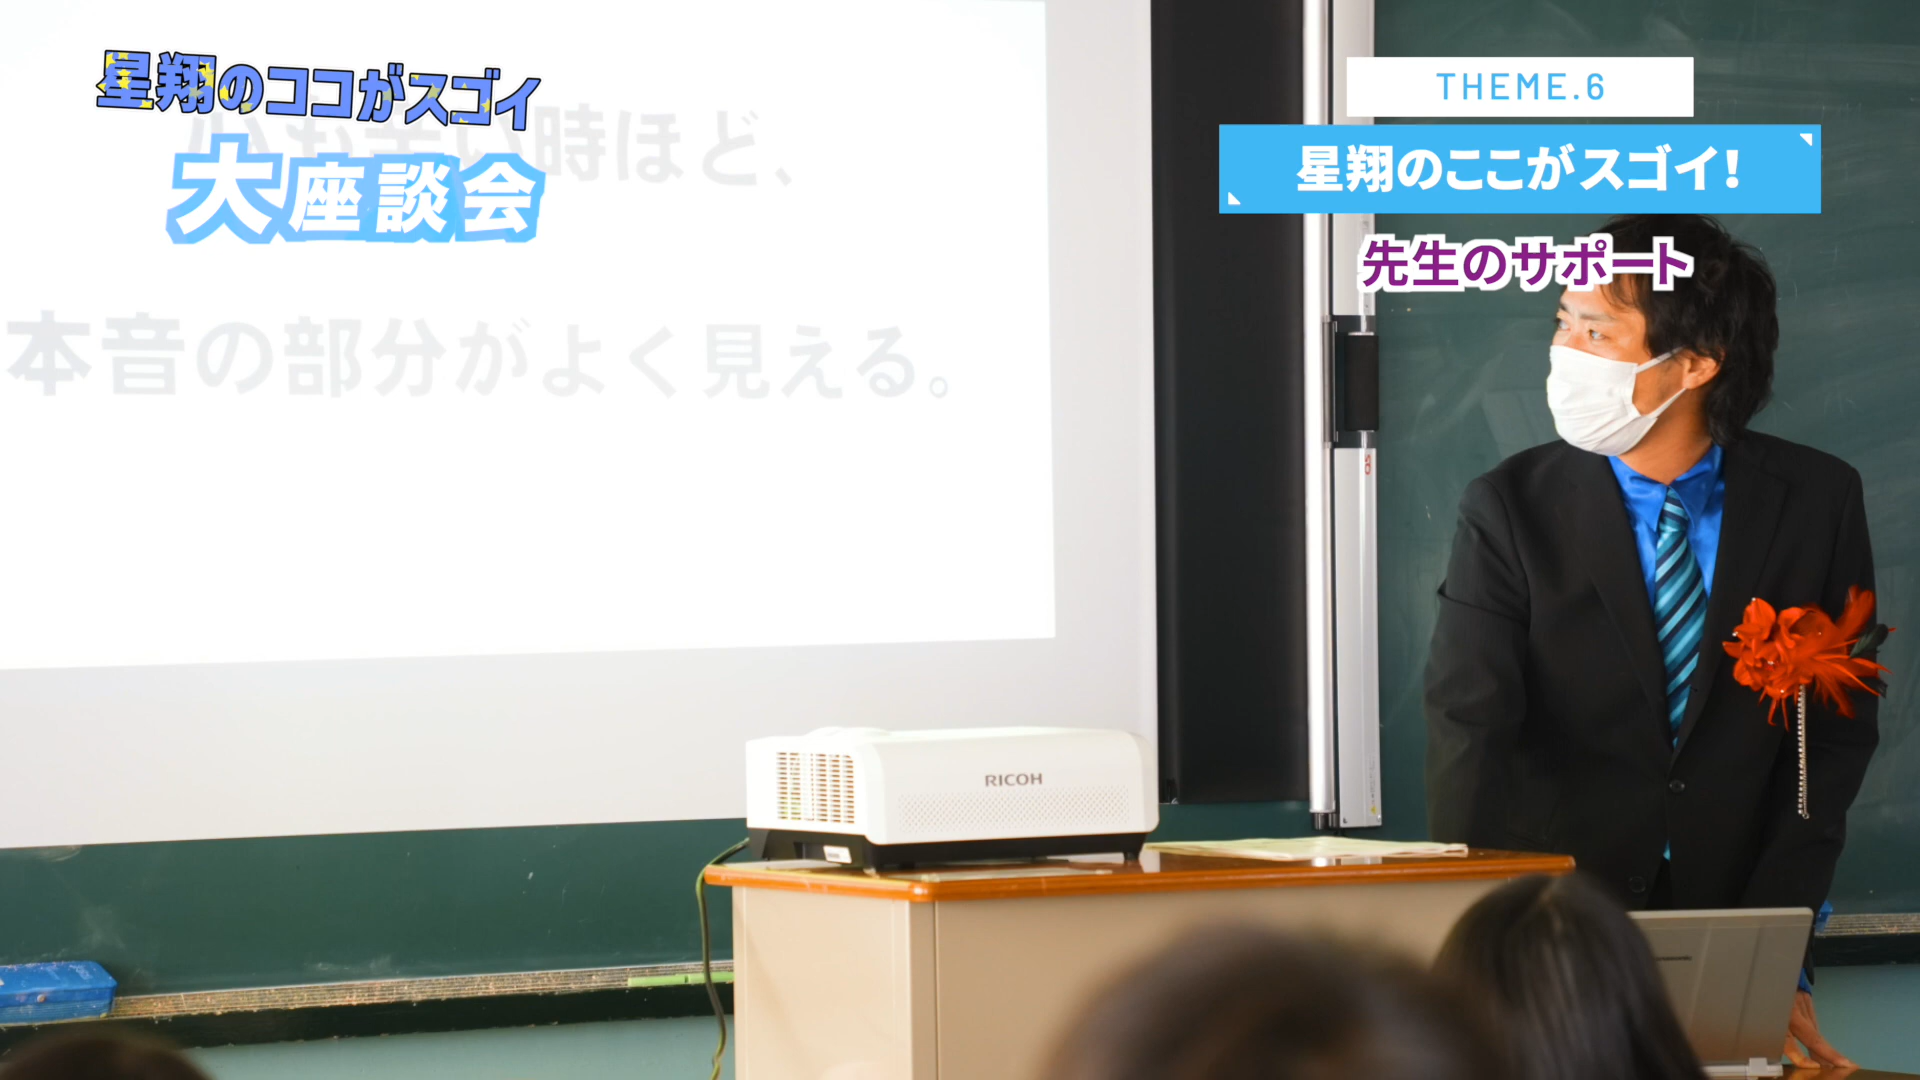 星翔のココがスゴイ
大座談会
THEME.6
星翔のここがスゴイ!
先生のサポート
時ほど、
本音の部分がよく見える。
RICOH